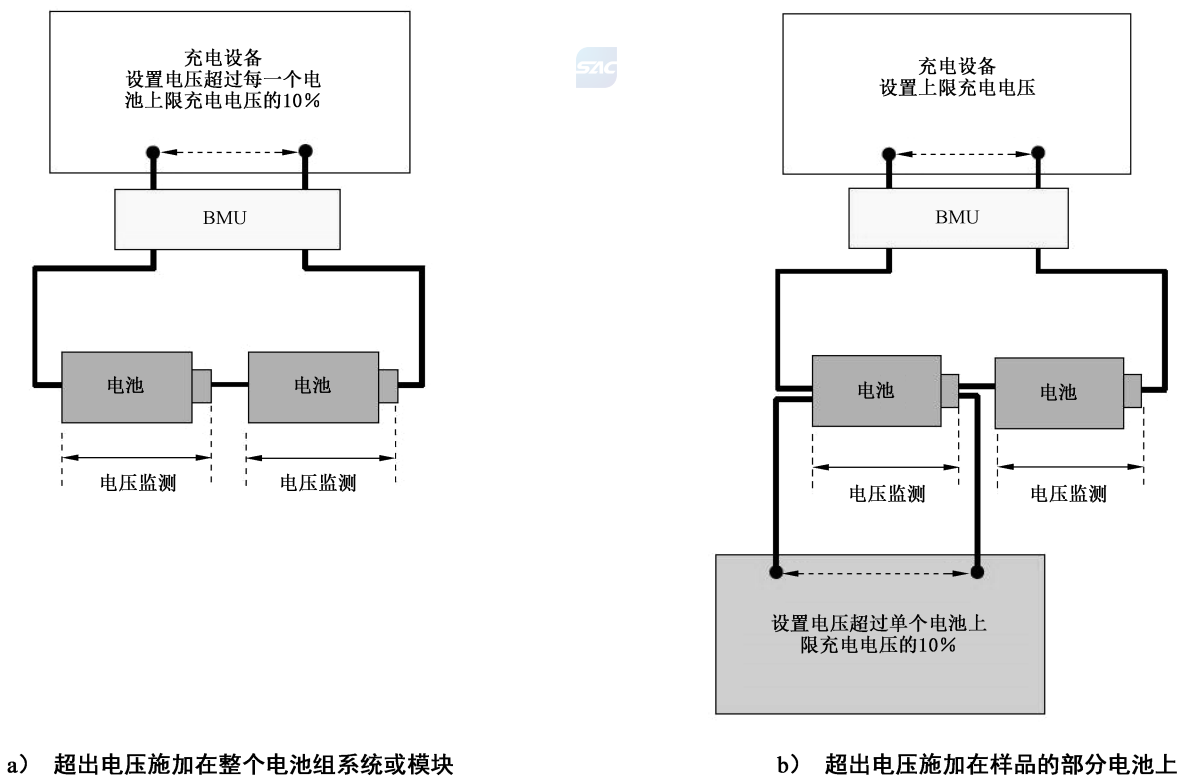 充电设备
设置电压超过每一个电
池上限充电电压的10%
BMU
电池
电池
电压监测
电压监测
a） 超出电压施加在整个电池组系统或模块
SAC
充电设备
设置上限充电电压
BMU
电池
电池
电压监测
电压监测
设置电压超过单个电池上
限充电电压的10%
b） 超出电压施加在样品的部分电池上